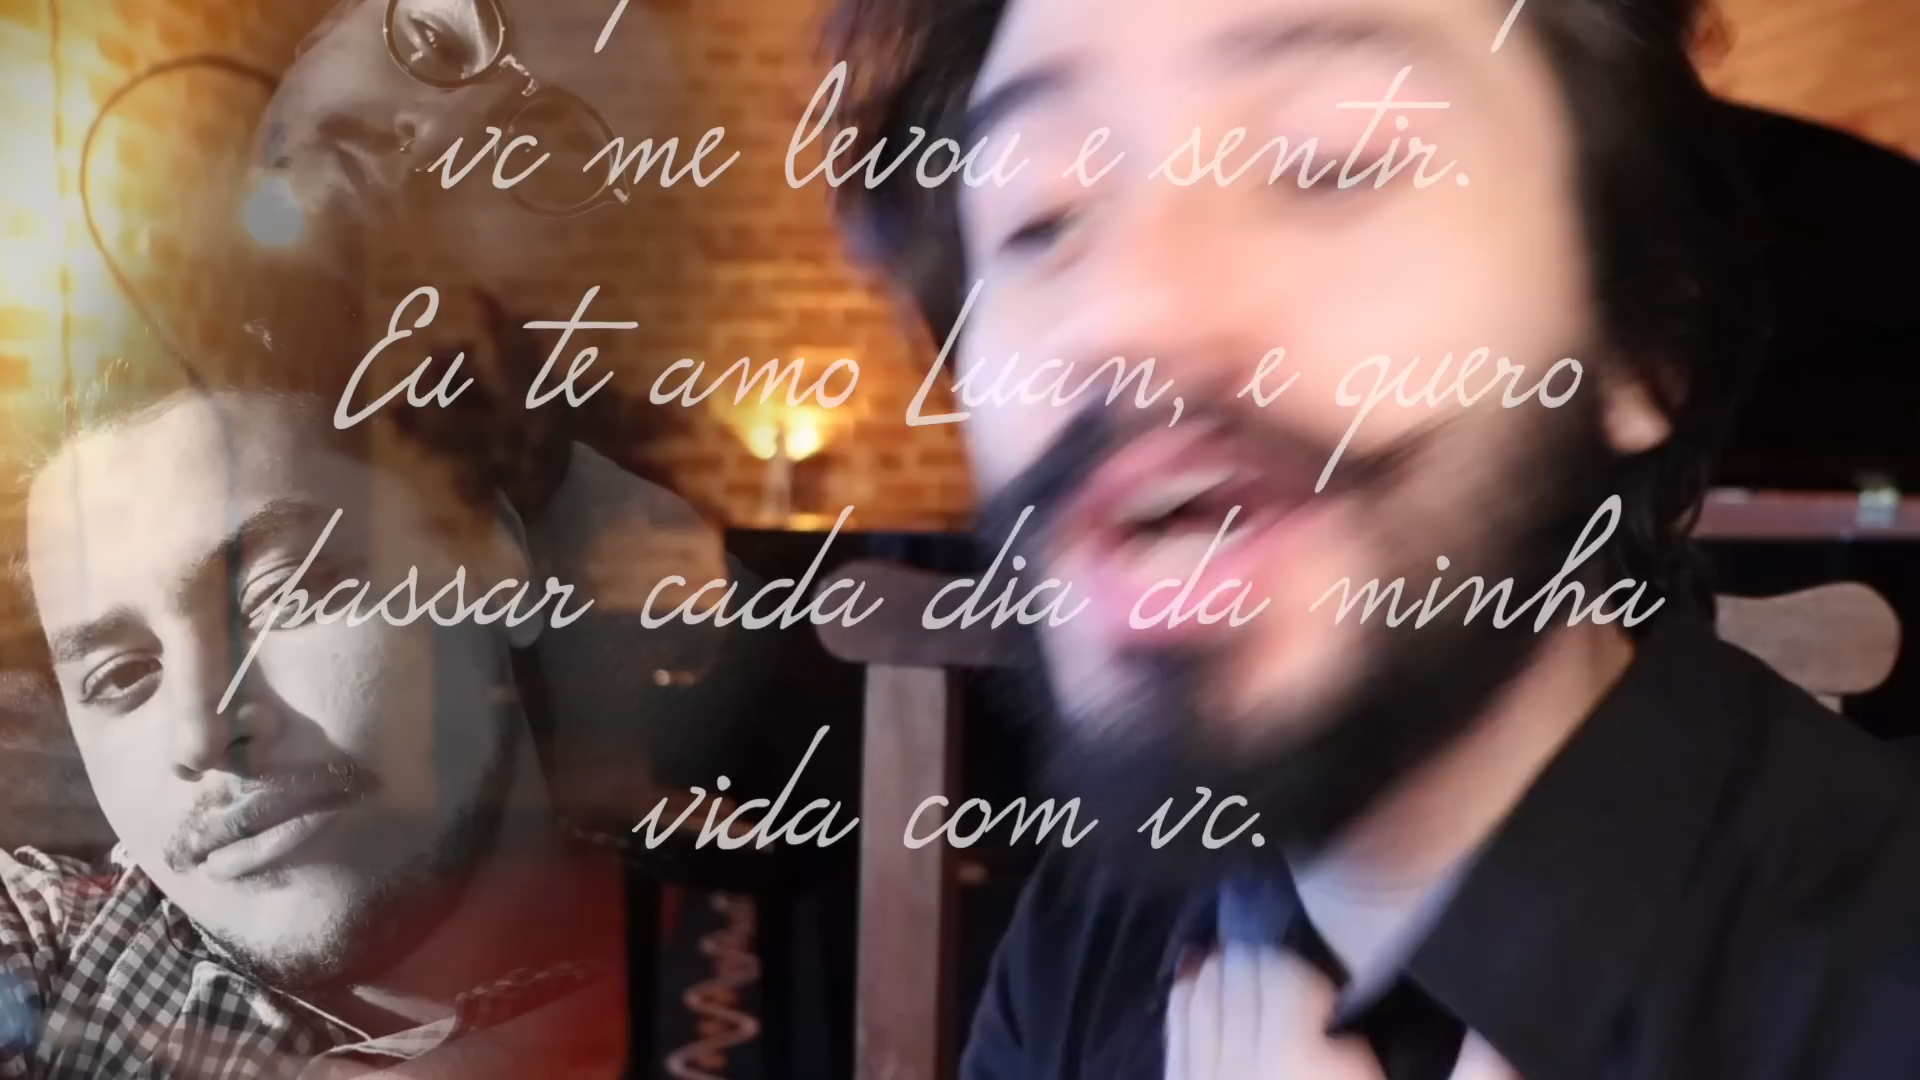 vc me levou e sentir.
Eu te amo Luan, e quero
passar cada dia da minha
vida com vc.